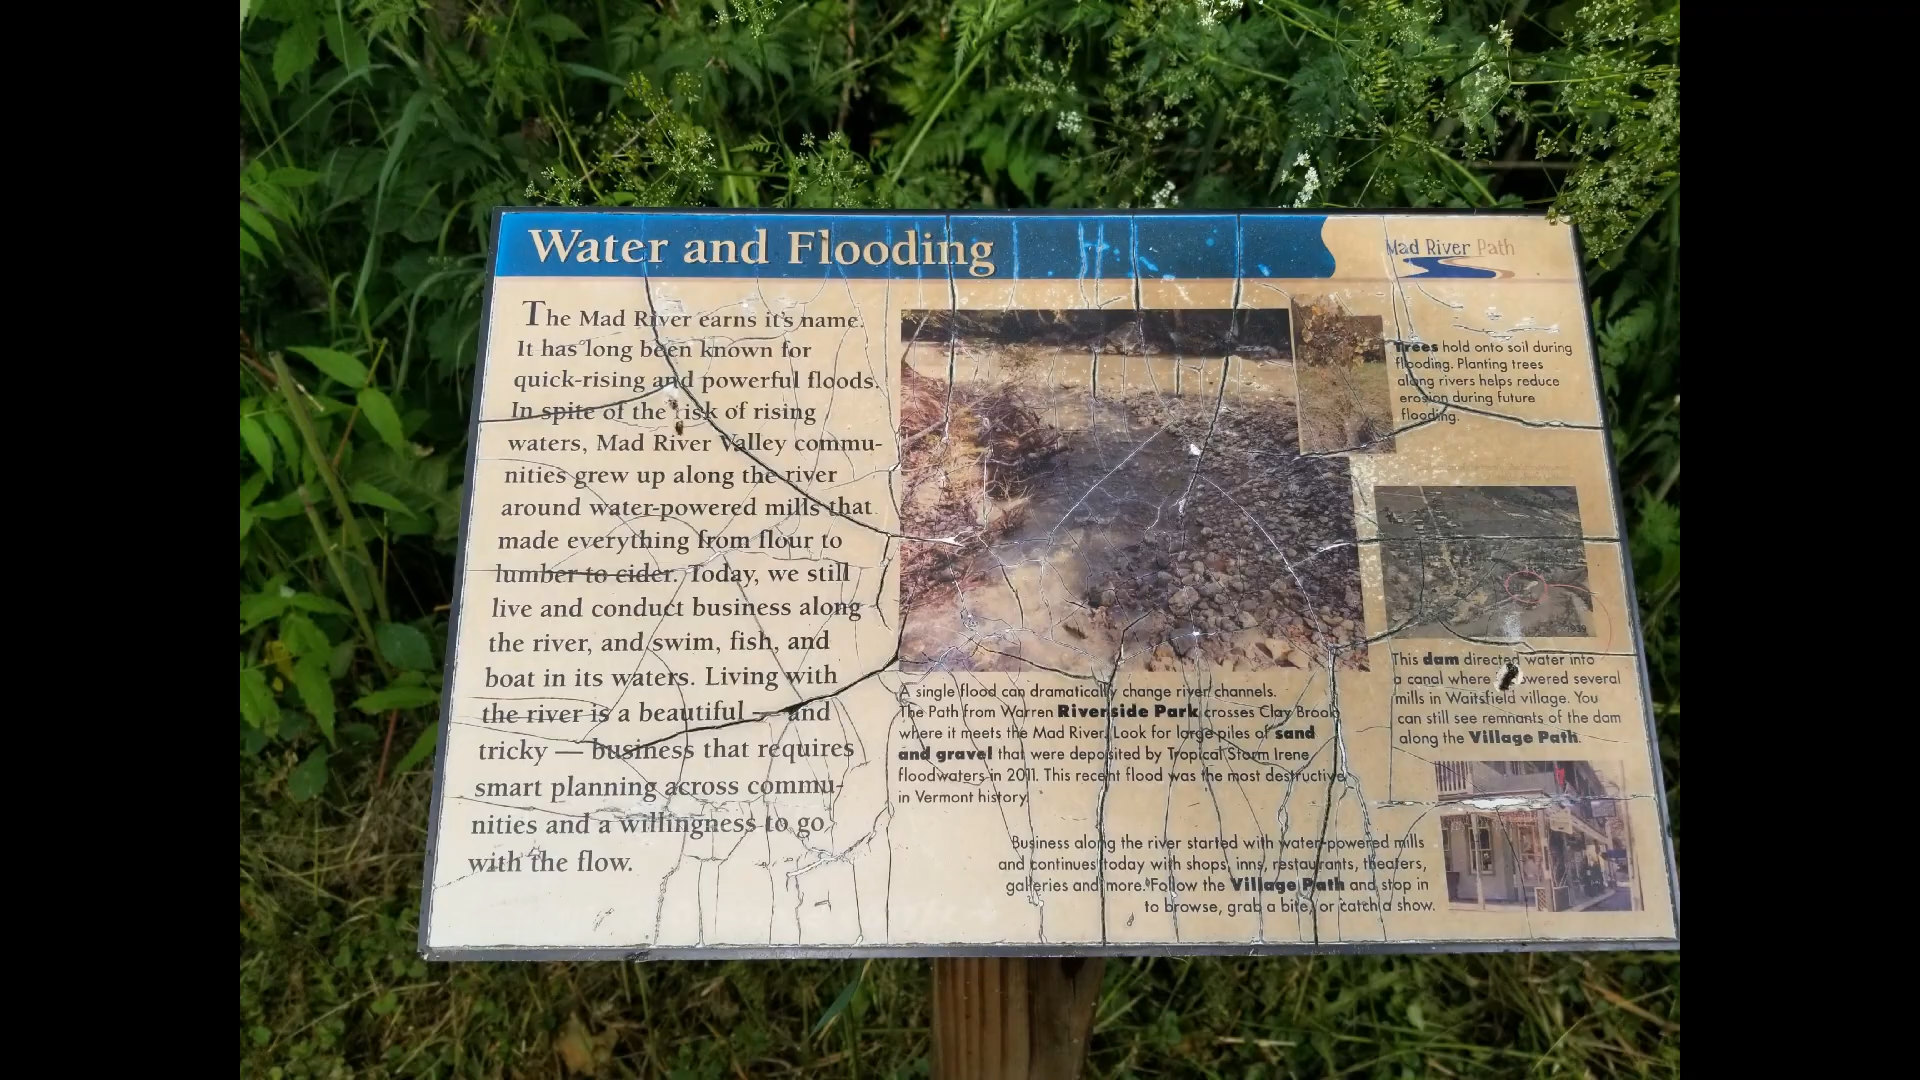 Water and Flooding
Mad River Path
The Mad River earns it's name.
It has long been known for
quick-rising and powerful floods.
In spite of the risk of rising
waters, Mad River Valley commu-
nities grew up along the river
around water-powered mills that
made everything from flour to
lumber to cider. Today, we still
live and conduct business along
the river, and swim, fish, and
boat in its waters. Living with
the river is a beautiful — and
tricky — business that requires
smart planning across commu-
nities and a willingness to go
with the flow.
Trees hold onto soil during
flooding. Planting trees
along rivers helps reduce
erosion during future
flooding.
1939
This dam directed water into
a canal where powered several
mills in Waitsfield village. You
can still see remnants of the dam
along the Village Path.
A single flood can dramatically change river channels.
The Path from Warren Riverside Park crosses Clay Brook
where it meets the Mad River. Look for large piles of sand
and gravel that were deposited by Tropical Storm Irene
floodwaters in 2011. This recent flood was the most destructive
in Vermont history.
Business along the river started with water-powered mills
and continues today with shops, inns, restaurants, theaters,
galleries and more. Follow the Village Path and stop in
to browse, grab a bite, or catch a show.